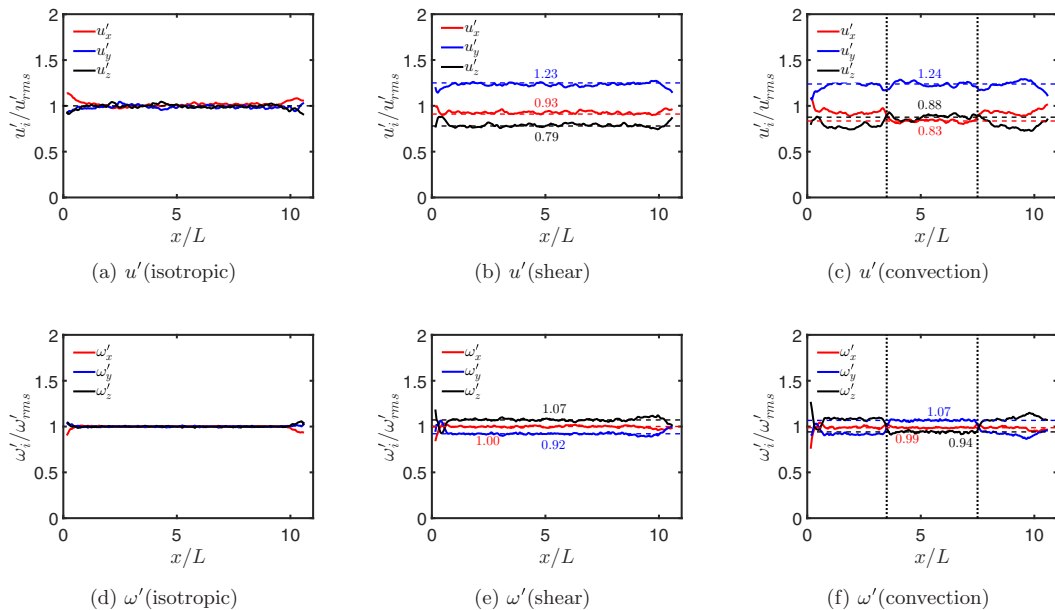 2
1.5
1
0.5
0
0
5
10
u'_i/u'_{rms}
x/L
u'_x
u'_y
u'_z
(a) u'(isotropic)
2
1.5
1
0.5
0
0
5
10
u'_i/u'_{rms}
x/L
u'_x
u'_y
u'_z
1.23
0.93
0.79
(b) u'(shear)
2
1.5
1
0.5
0
0
5
10
u'_i/u'_{rms}
x/L
u'_x
u'_y
u'_z
1.24
0.88
0.83
(c) u'(convection)
2
1.5
1
0.5
0
0
5
10
ω'_i/ω'_{rms}
x/L
ω'_x
ω'_y
ω'_z
(d) ω'(isotropic)
2
1.5
1
0.5
0
0
5
10
ω'_i/ω'_{rms}
x/L
ω'_x
ω'_y
ω'_z
1.07
1.00
0.92
(e) ω'(shear)
2
1.5
1
0.5
0
0
5
10
ω'_i/ω'_{rms}
x/L
ω'_x
ω'_y
ω'_z
1.07
0.99
0.94
(f) ω'(convection)